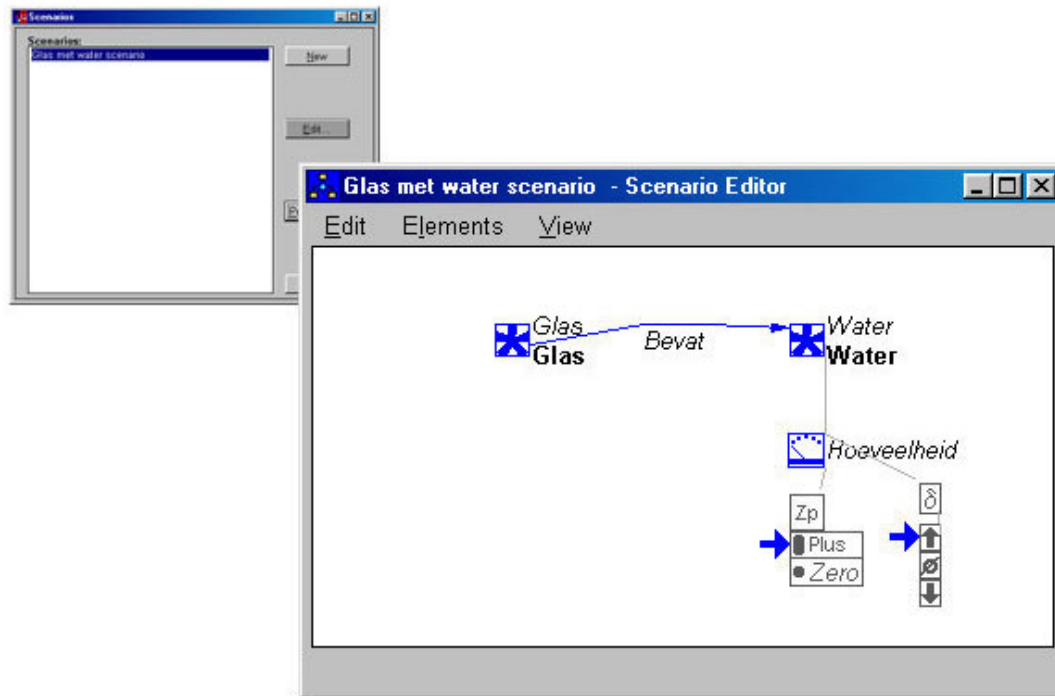 Scenarios
Scenarios:
Glas met water scenario
New
Edit...
Glas met water scenario - Scenario Editor
Edit Elements View
Glas
Glas
Bevat
Water
Water
Hoeveelheid
Zp
Plus
Zero
δ
ø